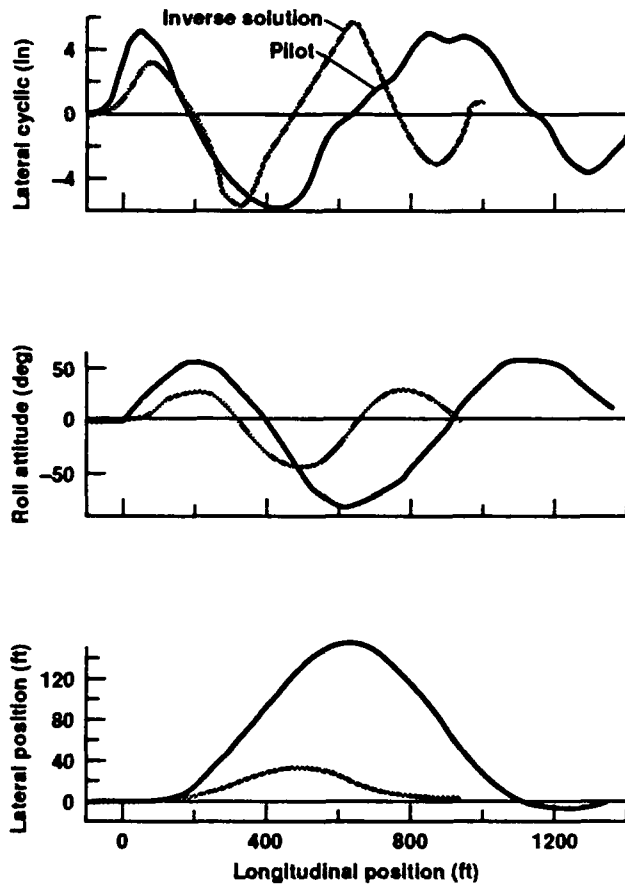 Inverse solution
Pilot
Lateral cyclic (in)
4
0
−4
Roll attitude (deg)
50
0
−50
Lateral position (ft)
120
80
40
0
0 400 800 1200
Longitudinal position (ft)